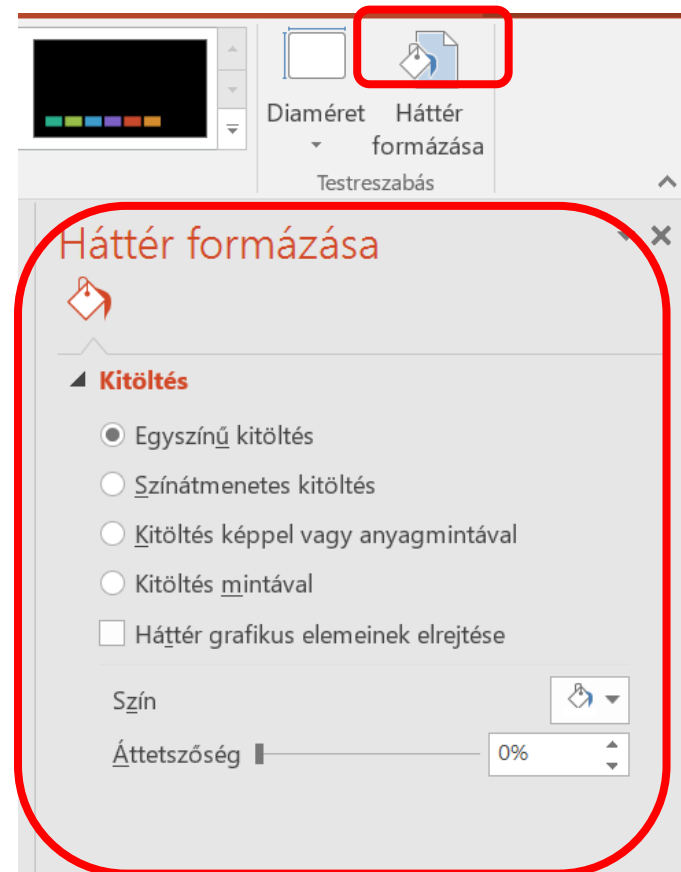 Diaméret Háttér
formázása
Testreszabás
Háttér formázása
Kitöltés
Egyszínű kitöltés
Színátmenetes kitöltés
Kitöltés képpel vagy anyagmintával
Kitöltés mintával
Háttér grafikus elemeinek elrejtése
Szín
Áttetszőség 0%